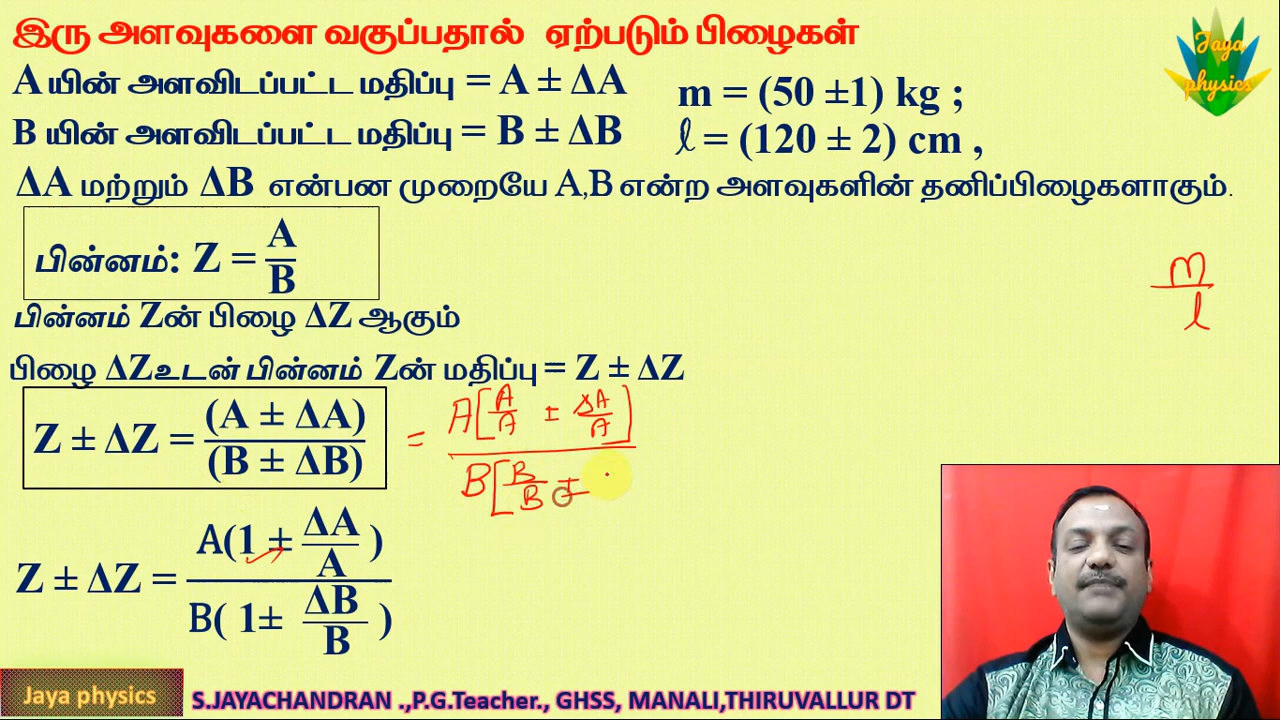 இரு அளவுகளை வகுப்பதால் ஏற்படும் பிழைகள்
Jaya physics
A யின் அளவிடப்பட்ட மதிப்பு = A ± ΔA
m = (50 ±1) kg ;
B யின் அளவிடப்பட்ட மதிப்பு = B ± ΔB
ℓ = (120 ± 2) cm ,
ΔA மற்றும் ΔB என்பன முறையே A,B என்ற அளவுகளின் தனிப்பிழைகளாகும்.
பின்னம்: Z = A/B
m/l
பின்னம் Zன் பிழை ΔZ ஆகும்
பிழை ΔZஉடன் பின்னம் Zன் மதிப்பு = Z ± ΔZ
Z ± ΔZ = (A ± ΔA)/(B ± ΔB) = A[A/A ± ΔA/A]/B[B/B ±
Z ± ΔZ = A(1 ± ΔA/A )/B( 1± ΔB/B )
Jaya physics
S.JAYACHANDRAN .,P.G.Teacher., GHSS, MANALI,THIRUVALLUR DT